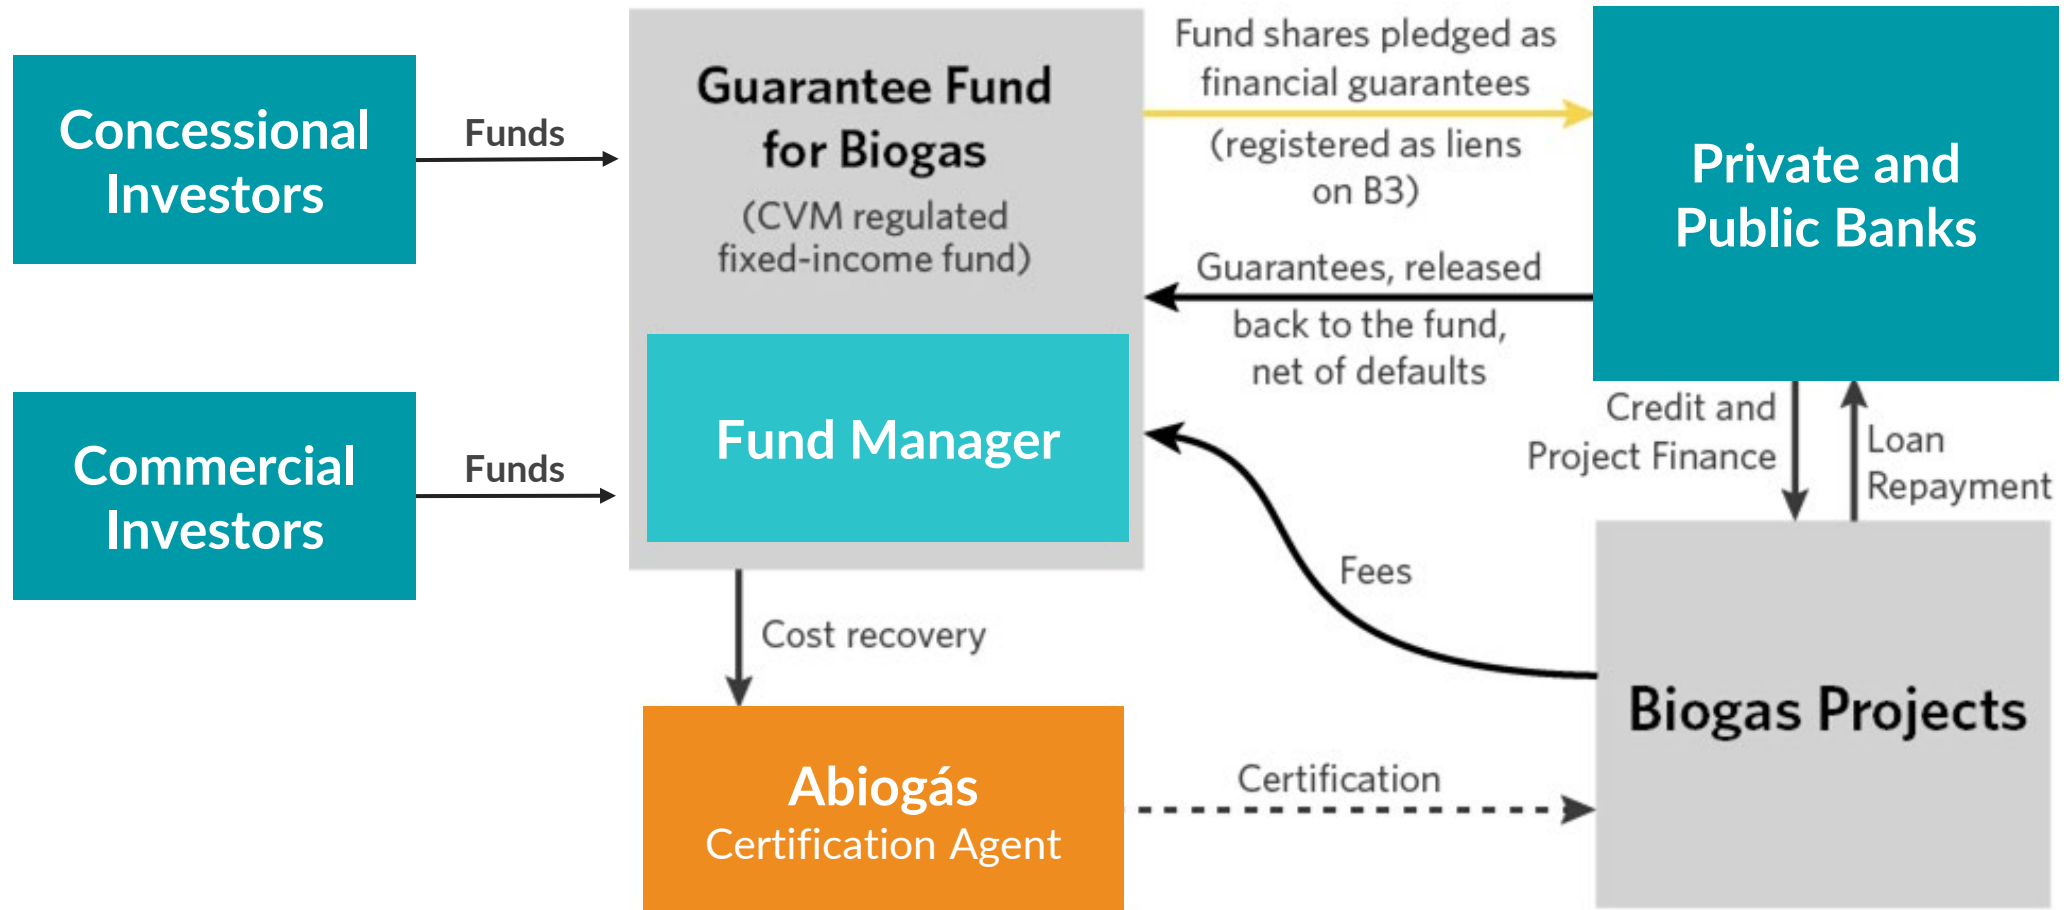 Concessional
Investors
Funds
Commercial
Investors
Funds
Guarantee Fund
for Biogas
(CVM regulated
fixed-income fund)
Fund Manager
Fund shares pledged as
financial guarantees
(registered as liens
on B3)
Guarantees, released
back to the fund,
net of defaults
Private and
Public Banks
Credit and
Project Finance
Loan
Repayment
Fees
Cost recovery
Abiogás
Certification Agent
Certification
Biogas Projects